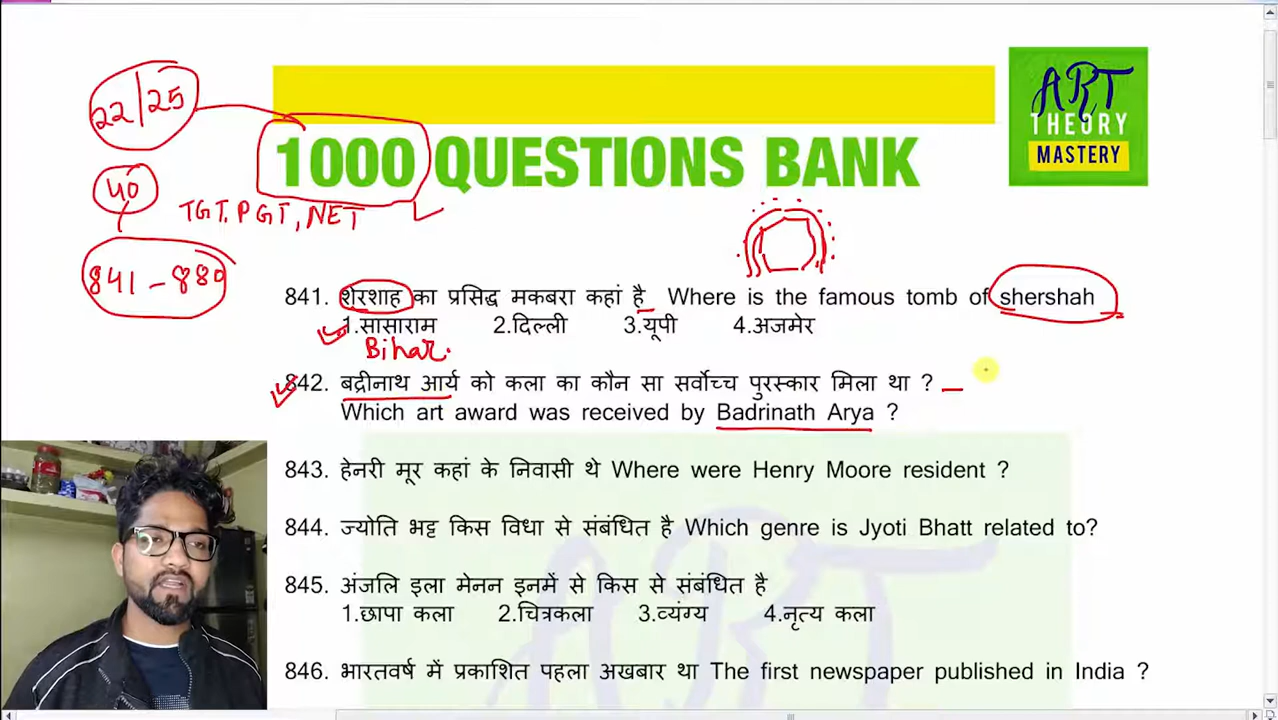 22/25
ART
THEORY
MASTERY
1000 QUESTIONS BANK
40
TGT, PGT, NET
841-880
841. शेरशाह का प्रसिद्ध मकबरा कहां है Where is the famous tomb of shershah
1.सासाराम 2.दिल्ली 3.यूपी 4.अजमेर
Bihar.
842. बद्रीनाथ आर्य को कला का कौन सा सर्वोच्च पुरस्कार मिला था ?
Which art award was received by Badrinath Arya ?
843. हेनरी मूर कहां के निवासी थे Where were Henry Moore resident ?
844. ज्योति भट्ट किस विधा से संबंधित है Which genre is Jyoti Bhatt related to?
845. अंजलि इला मेनन इनमें से किस से संबंधित है
1.छापा कला 2.चित्रकला 3.व्यंग्य 4.नृत्य कला
846. भारतवर्ष में प्रकाशित पहला अखबार था The first newspaper published in India ?